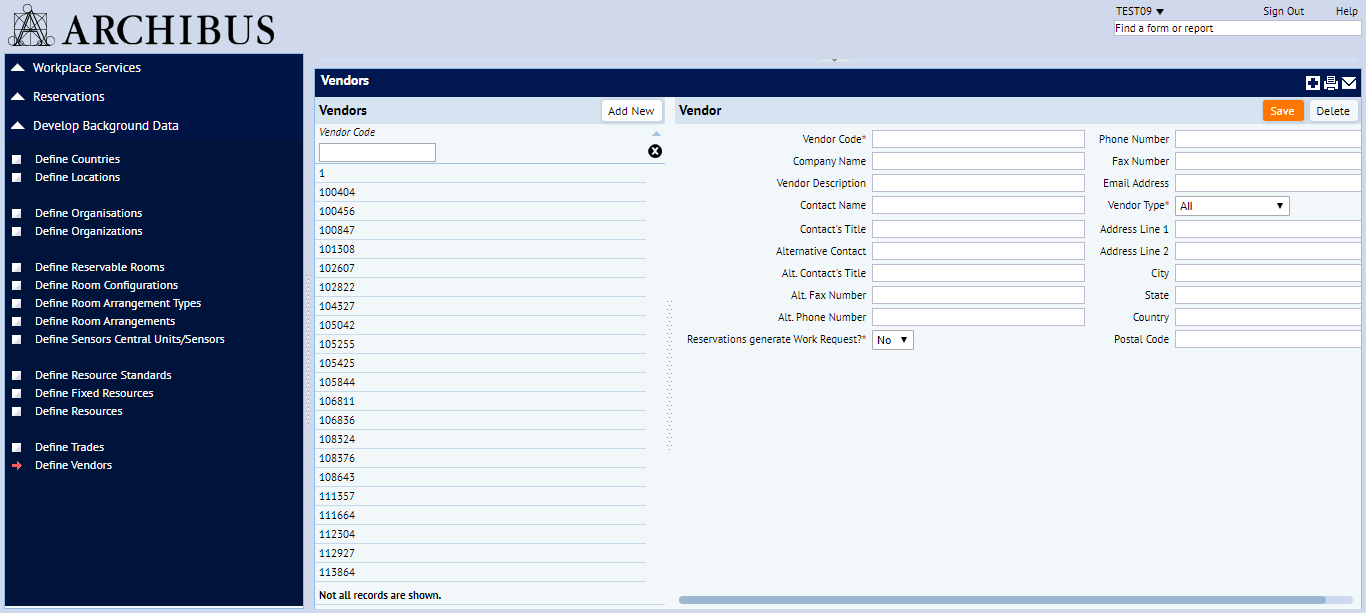 ARCHIBUS
TEST09 ▼ Sign Out Help
Find a form or report
Workplace Services
Reservations
Develop Background Data
Define Countries
Define Locations
Define Organisations
Define Organizations
Define Reservable Rooms
Define Room Configurations
Define Room Arrangement Types
Define Room Arrangements
Define Sensors Central Units/Sensors
Define Resource Standards
Define Fixed Resources
Define Resources
Define Trades
Define Vendors
Vendors
Vendors Add New
Vendor Code
1
100404
100456
100847
101308
102607
102822
104327
105042
105255
105425
105844
106811
106836
108324
108376
108643
111357
111664
112304
112927
113864
Not all records are shown.
Vendor Save Delete
Vendor Code* Phone Number
Company Name Fax Number
Vendor Description Email Address
Contact Name Vendor Type* All ▼
Contact's Title Address Line 1
Alternative Contact Address Line 2
Alt. Contact's Title City
Alt. Fax Number State
Alt. Phone Number Country
Reservations generate Work Request?* No ▼ Postal Code